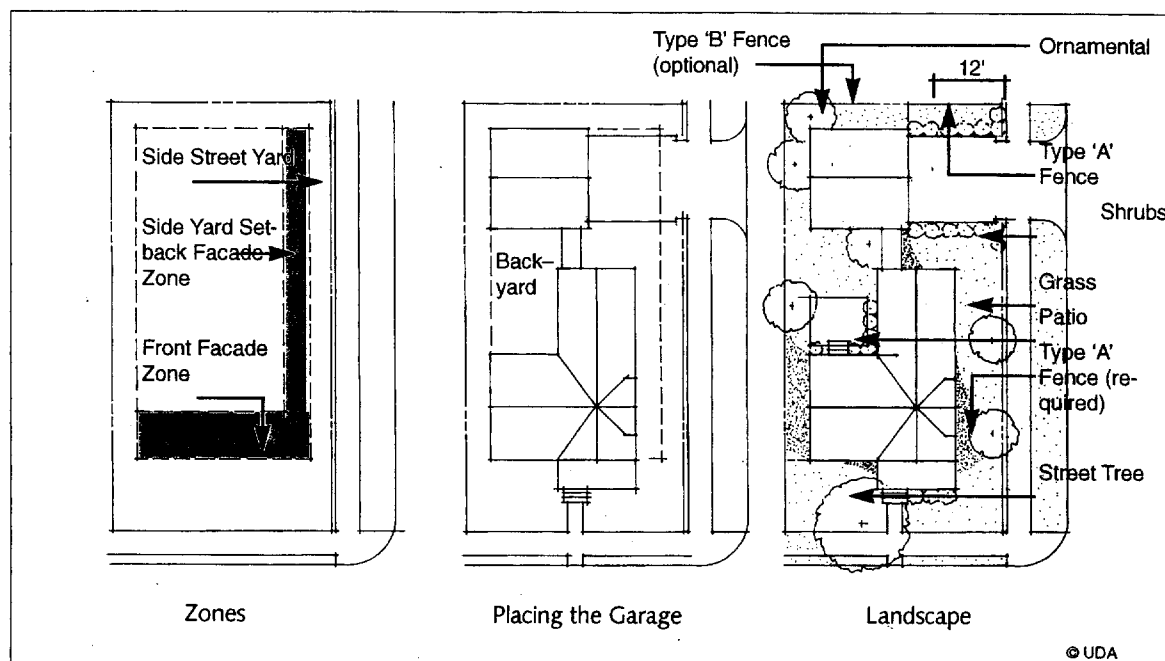 Side Street Yard
Side Yard Set-
back Facade
Zone
Front Facade
Zone
Zones
Back–
yard
Placing the Garage
Type ‘B’ Fence
(optional)
Ornamental
12'
Type ‘A’
Fence
Shrubs
Grass
Patio
Type ‘A’
Fence (re-
quired)
Street Tree
Landscape
© UDA